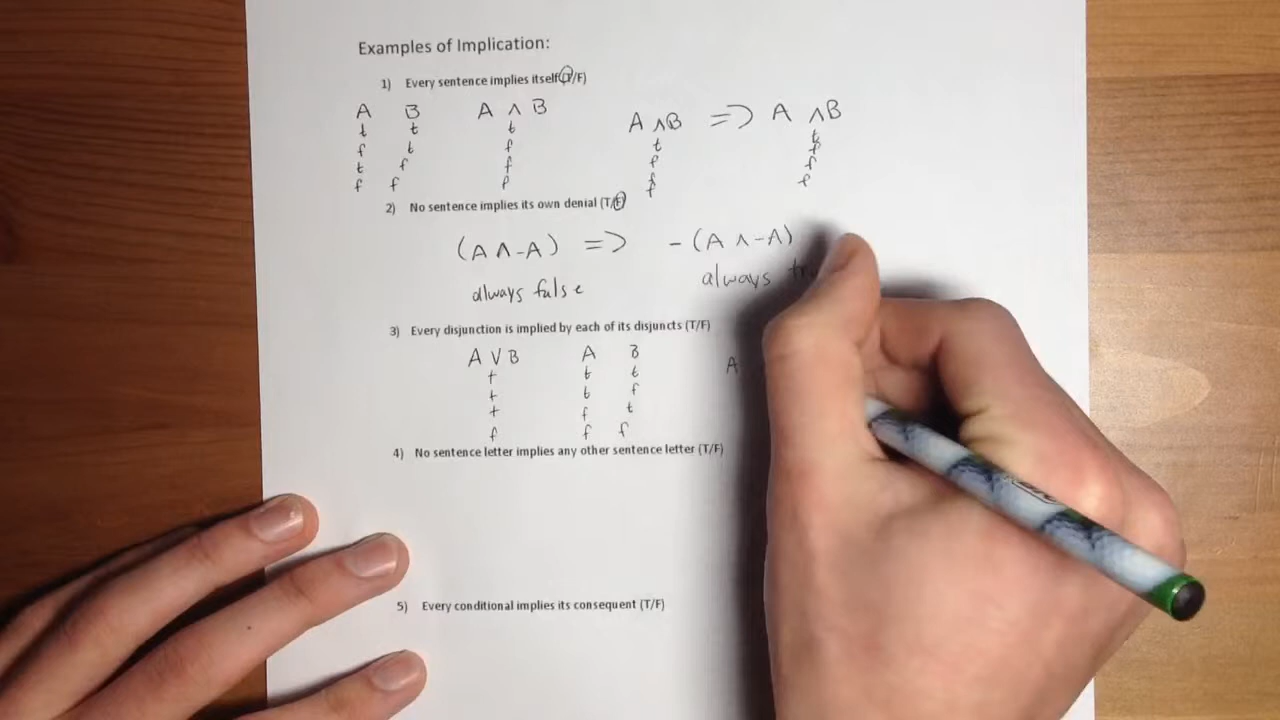 Examples of Implication:
1) Every sentence implies itself (T/F)
A B A ∧ B A ∧ B => A ∧ B
t t t t t
f t f f f
t f f f f
f f f f f
2) No sentence implies its own denial (T/F)
(A ∧ -A) => -(A ∧ -A)
always false always
3) Every disjunction is implied by each of its disjuncts (T/F)
A V B A B A
t t t
t t f
t f t
f f f
4) No sentence letter implies any other sentence letter (T/F)
5) Every conditional implies its consequent (T/F)